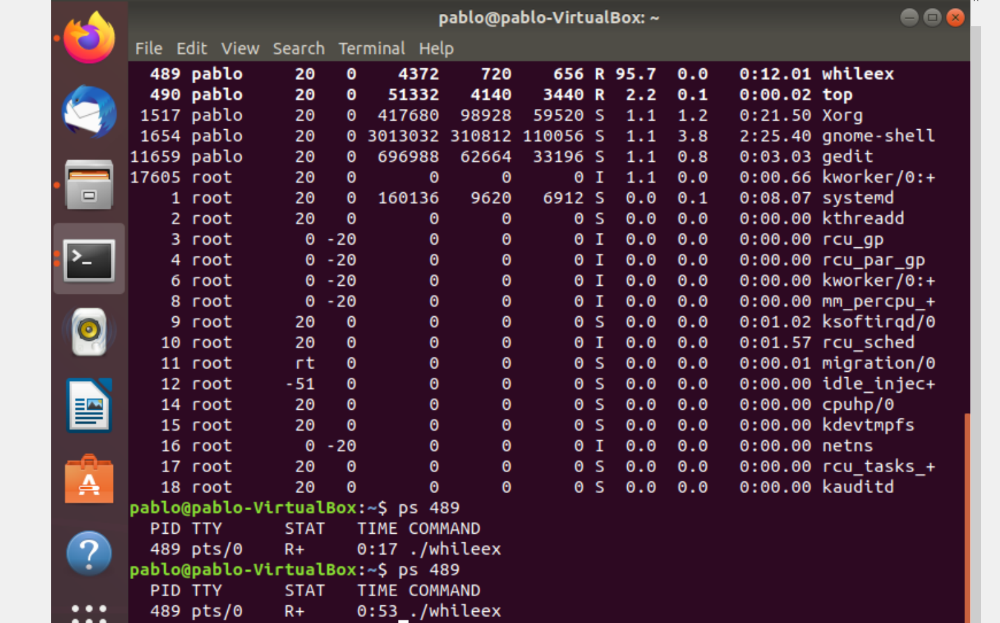 pablo@pablo-VirtualBox: ~
File Edit View Search Terminal Help
489 pablo 20 0 4372 720 656 R 95.7 0.0 0:12.01 whileex
490 pablo 20 0 51332 4140 3440 R 2.2 0.1 0:00.02 top
1517 pablo 20 0 417680 98928 59520 S 1.1 1.2 0:21.50 Xorg
1654 pablo 20 0 3013032 310812 110056 S 1.1 3.8 2:25.40 gnome-shell
11659 pablo 20 0 696988 62664 33196 S 1.1 0.8 0:03.03 gedit
17605 root 20 0 0 0 0 I 1.1 0.0 0:00.66 kworker/0:+
1 root 20 0 160136 9620 6912 S 0.0 0.1 0:08.07 systemd
2 root 20 0 0 0 0 S 0.0 0.0 0:00.00 kthreadd
3 root 0 -20 0 0 0 I 0.0 0.0 0:00.00 rcu_gp
4 root 0 -20 0 0 0 I 0.0 0.0 0:00.00 rcu_par_gp
6 root 0 -20 0 0 0 I 0.0 0.0 0:00.00 kworker/0:+
8 root 0 -20 0 0 0 I 0.0 0.0 0:00.00 mm_percpu_+
9 root 20 0 0 0 0 S 0.0 0.0 0:01.02 ksoftirqd/0
10 root 20 0 0 0 0 I 0.0 0.0 0:01.57 rcu_sched
11 root rt 0 0 0 0 S 0.0 0.0 0:00.01 migration/0
12 root -51 0 0 0 0 S 0.0 0.0 0:00.00 idle_injec+
14 root 20 0 0 0 0 S 0.0 0.0 0:00.00 cpuhp/0
15 root 20 0 0 0 0 S 0.0 0.0 0:00.00 kdevtmpfs
16 root 0 -20 0 0 0 I 0.0 0.0 0:00.00 netns
17 root 20 0 0 0 0 S 0.0 0.0 0:00.00 rcu_tasks_+
18 root 20 0 0 0 0 S 0.0 0.0 0:00.00 kauditd
pablo@pablo-VirtualBox:~$ ps 489
PID TTY STAT TIME COMMAND
489 pts/0 R+ 0:17 ./whileex
pablo@pablo-VirtualBox:~$ ps 489
PID TTY STAT TIME COMMAND
489 pts/0 R+ 0:53 ./whileex